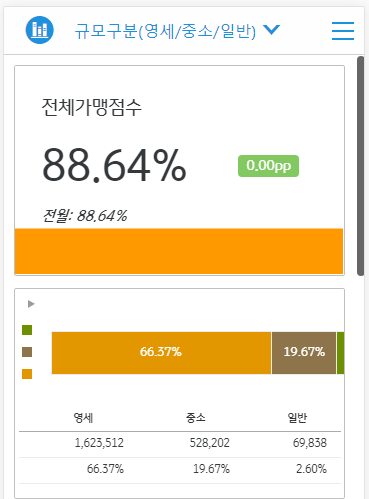 규모구분(영세/중소/일반)
전체가맹점수
88.64%
0.00pp
전월: 88.64%
66.37% 19.67%
영세 중소 일반
1,623,512 528,202 69,838
66.37% 19.67% 2.60%